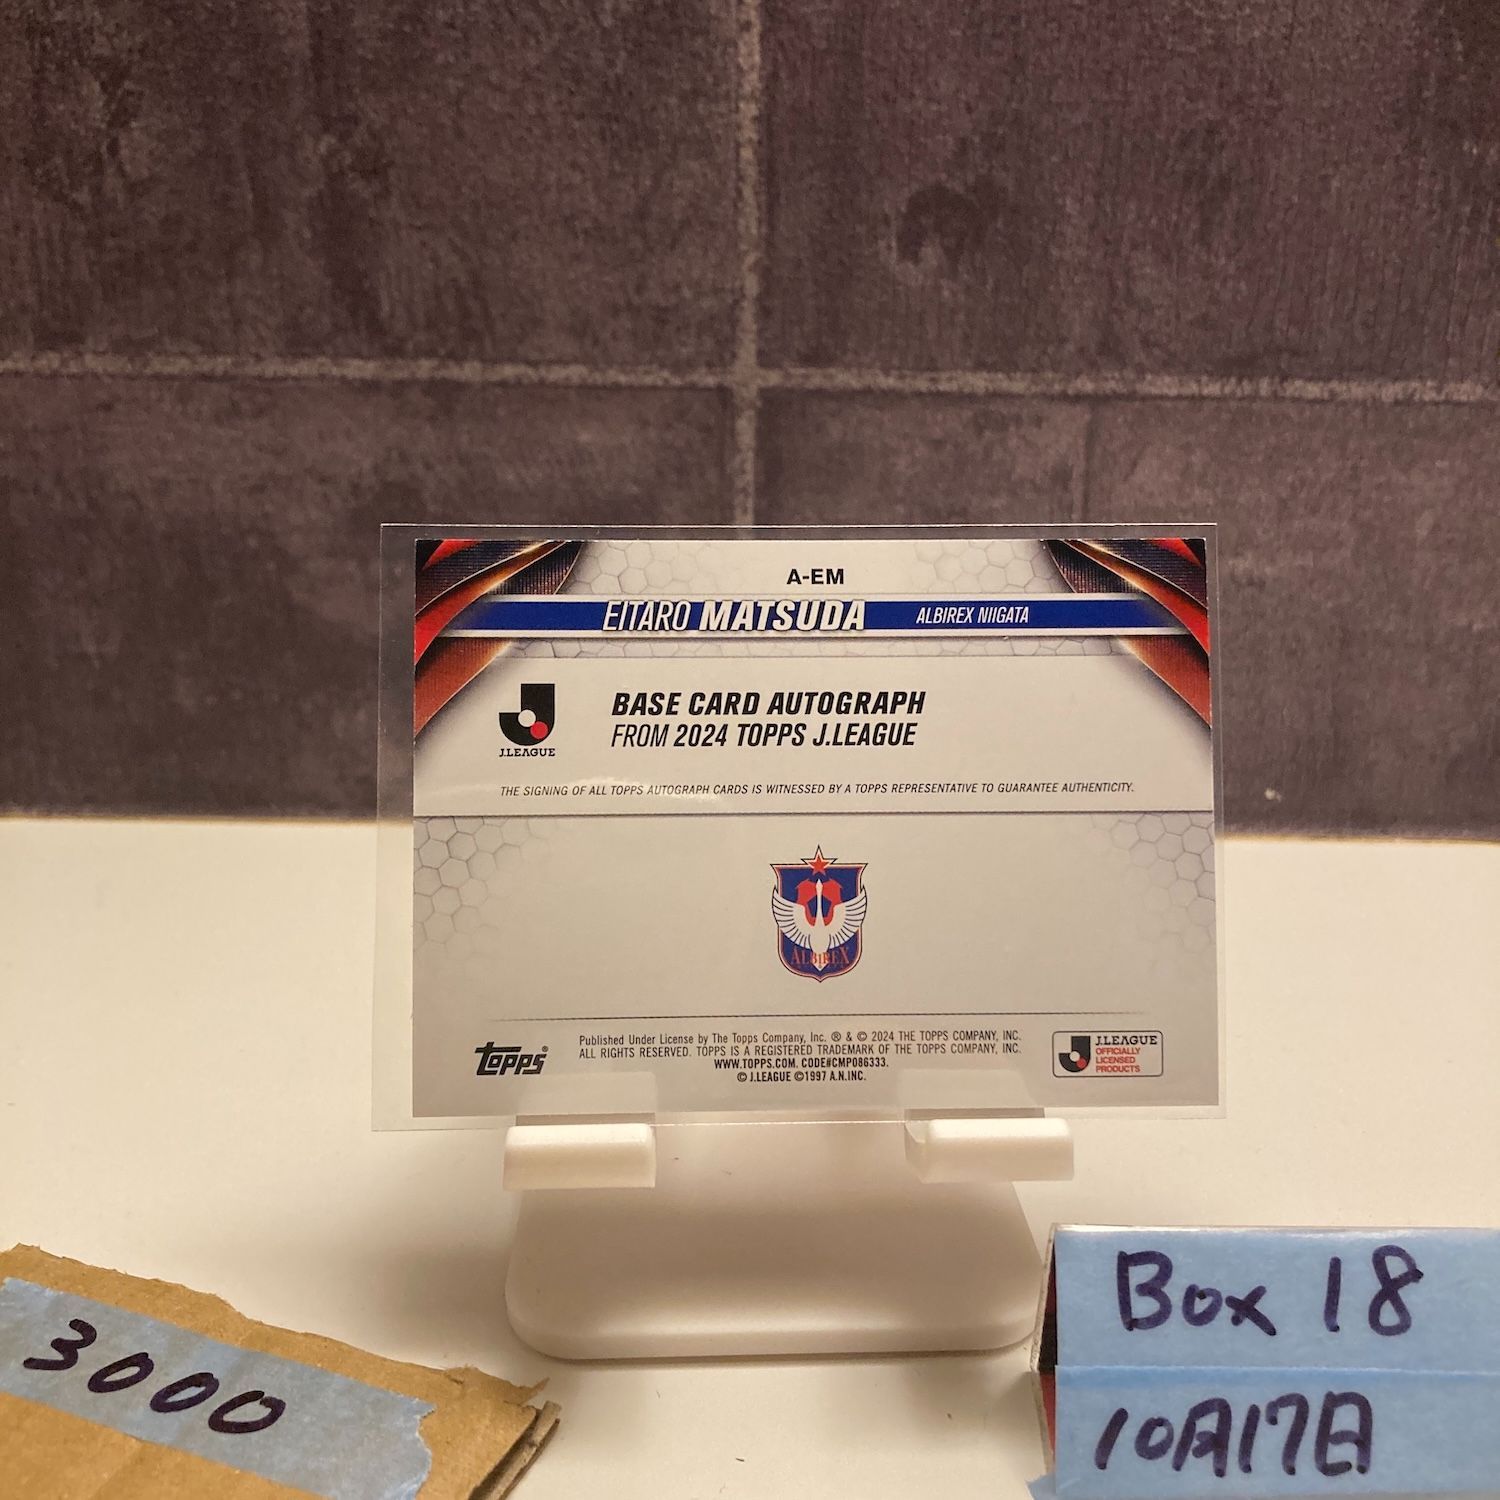 A-EM
EITARO MATSUDA ALBIREX NIIGATA
J.LEAGUE
BASE CARD AUTOGRAPH
FROM 2024 TOPPS J.LEAGUE
THE SIGNING OF ALL TOPPS AUTOGRAPH CARDS IS WITNESSED BY A TOPPS REPRESENTATIVE TO GUARANTEE AUTHENTICITY.
ALBIREX
topps®
Published Under License by The Topps Company, Inc. ® & © 2024 THE TOPPS COMPANY, INC.
ALL RIGHTS RESERVED. TOPPS IS A REGISTERED TRADEMARK OF THE TOPPS COMPANY, INC.
WWW.TOPPS.COM. CODE#CMP086333.
© J.LEAGUE ©1997 A.N.INC.
J.LEAGUE
OFFICIALLY
LICENSED
PRODUCTS
3000
Box 18
10月17日